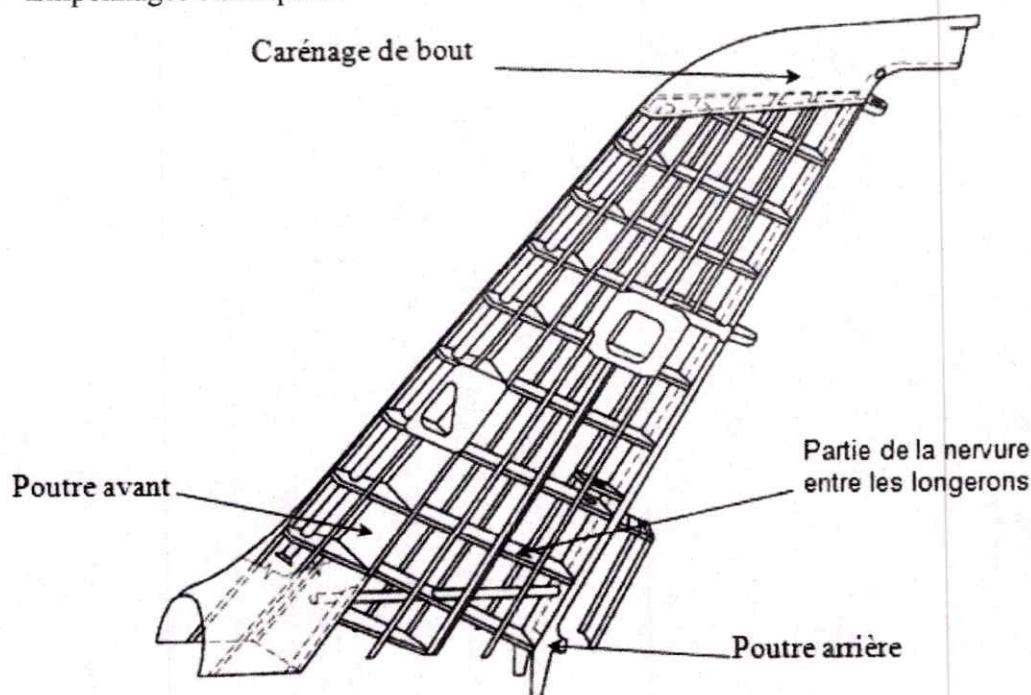 Carénage de bout
Partie de la nervure
entre les longerons
Poutre avant
Poutre arrière